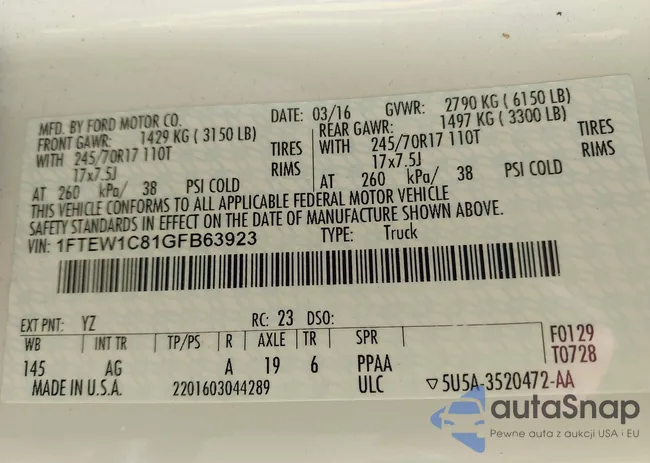 MFD. BY FORD MOTOR CO.
DATE: 03/16 GVWR: 2790 KG ( 6150 LB)
FRONT GAWR: 1429 KG ( 3150 LB) REAR GAWR: 1497 KG ( 3300 LB)
WITH 245/70R17 110T TIRES WITH 245/70R17 110T TIRES
17x7.5J RIMS 17x7.5J RIMS
AT 260 kPa/ 38 PSI COLD AT 260 kPa/ 38 PSI COLD
THIS VEHICLE CONFORMS TO ALL APPLICABLE FEDERAL MOTOR VEHICLE
SAFETY STANDARDS IN EFFECT ON THE DATE OF MANUFACTURE SHOWN ABOVE.
VIN: 1FTEW1C81GFB63923 TYPE: Truck
EXT PNT: YZ RC: 23 DSO:
WB INT TR TP/PS R AXLE TR SPR F0129
145 AG A 19 6 PPAA T0728
MADE IN U.S.A. 2201603044289 ULC ▽5U5A-3520472-AA
autaSnap
Pewne auta z aukcji USA i EU